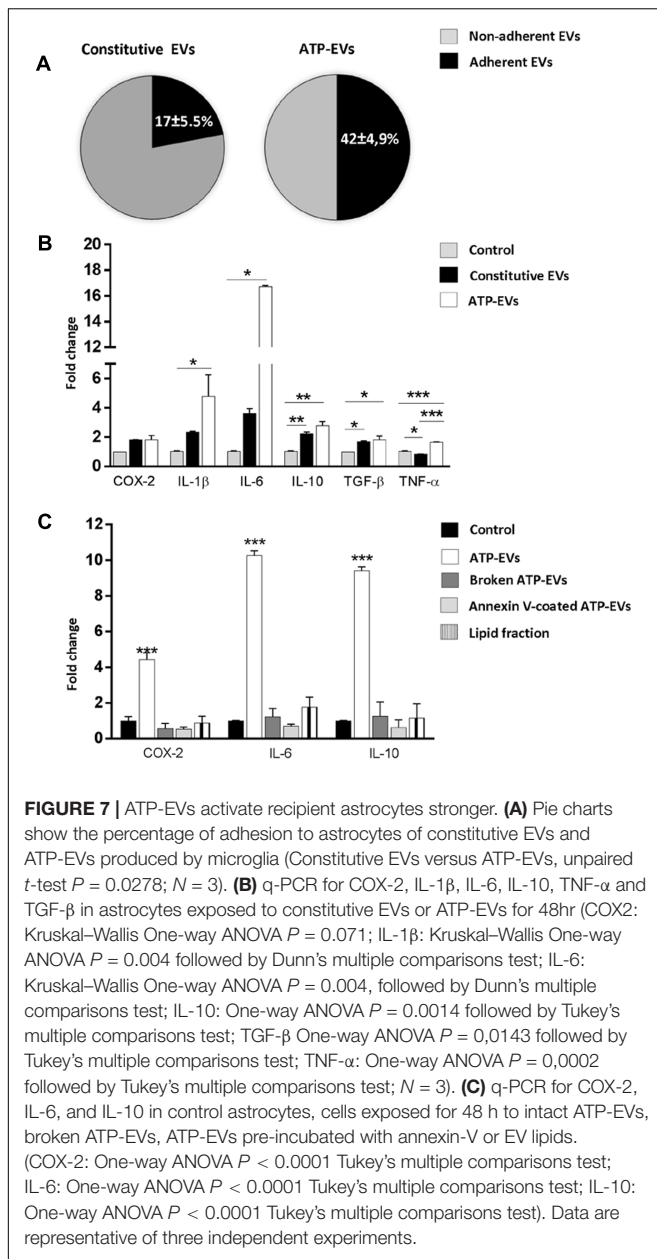 Constitutive EVs
ATP-EVs
Non-adherent EVs
Adherent EVs
A
17±5.5%
42±4,9%
B
20
18
16
14
12
6
4
2
0
Fold change
Control
Constitutive EVs
ATP-EVs
*
*
**
**
*
*
***
***
*
COX-2 IL-1β IL-6 IL-10 TGF-β TNF-α
C
12
10
8
6
4
2
0
Fold change
Control
ATP-EVs
Broken ATP-EVs
Annexin V-coated ATP-EVs
Lipid fraction
***
***
***
COX-2 IL-6 IL-10
FIGURE 7 | ATP-EVs activate recipient astrocytes stronger. (A) Pie charts
show the percentage of adhesion to astrocytes of constitutive EVs and
ATP-EVs produced by microglia (Constitutive EVs versus ATP-EVs, unpaired
t-test P = 0.0278; N = 3). (B) q-PCR for COX-2, IL-1β, IL-6, IL-10, TNF-α and
TGF-β in astrocytes exposed to constitutive EVs or ATP-EVs for 48hr (COX2:
Kruskal–Wallis One-way ANOVA P = 0.071; IL-1β: Kruskal–Wallis One-way
ANOVA P = 0.004 followed by Dunn's multiple comparisons test; IL-6:
Kruskal–Wallis One-way ANOVA P = 0.004, followed by Dunn's multiple
comparisons test; IL-10: One-way ANOVA P = 0.0014 followed by Tukey's
multiple comparisons test; TGF-β One-way ANOVA P = 0,0143 followed by
Tukey's multiple comparisons test; TNF-α: One-way ANOVA P = 0,0002
followed by Tukey's multiple comparisons test; N = 3). (C) q-PCR for COX-2,
IL-6, and IL-10 in control astrocytes, cells exposed for 48 h to intact ATP-EVs,
broken ATP-EVs, ATP-EVs pre-incubated with annexin-V or EV lipids.
(COX-2: One-way ANOVA P < 0.0001 Tukey's multiple comparisons test;
IL-6: One-way ANOVA P < 0.0001 Tukey's multiple comparisons test; IL-10:
One-way ANOVA P < 0.0001 Tukey's multiple comparisons test). Data are
representative of three independent experiments.